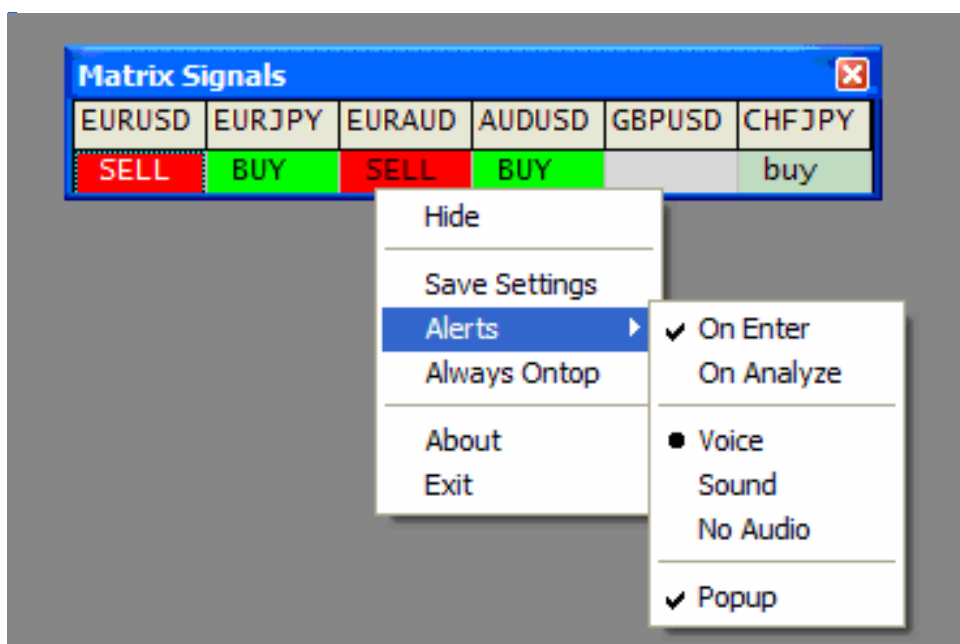 Matrix Signals
EURUSD EURJPY EURAUD AUDUSD GBPUSD CHFJPY
SELL BUY SELL BUY buy
Hide
Save Settings
Alerts
Always Ontop
About
Exit
On Enter
On Analyze
Voice
Sound
No Audio
Popup